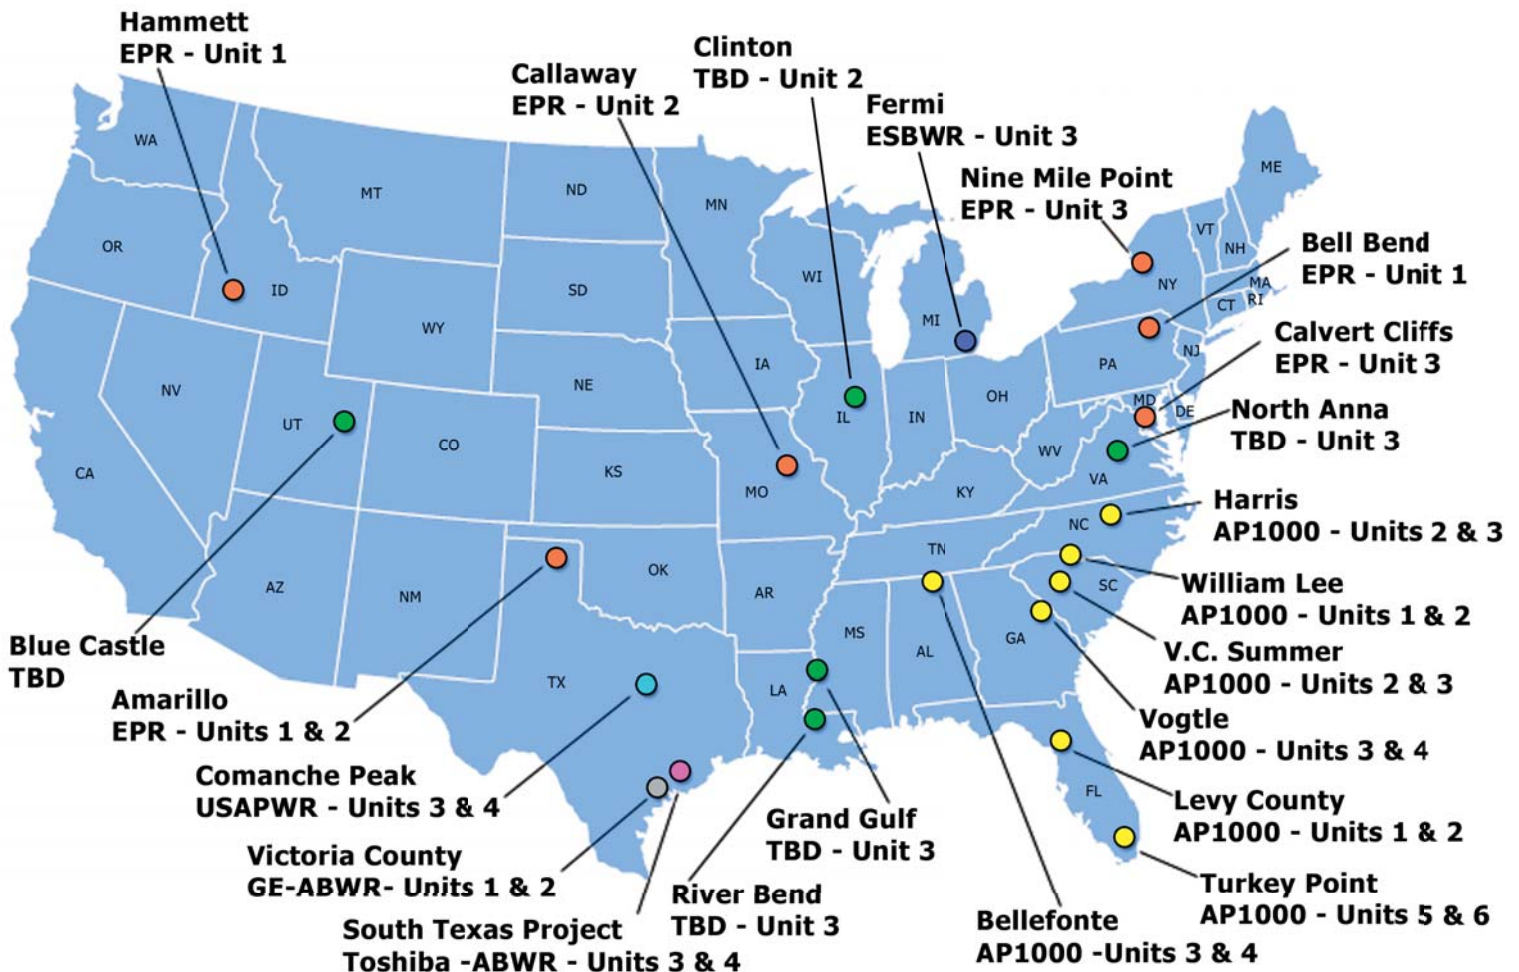 Hammett
EPR - Unit 1
Callaway
EPR - Unit 2
Clinton
TBD - Unit 2
Fermi
ESBWR - Unit 3
Nine Mile Point
EPR - Unit 3
Bell Bend
EPR - Unit 1
Calvert Cliffs
EPR - Unit 3
North Anna
TBD - Unit 3
Harris
AP1000 - Units 2 & 3
William Lee
AP1000 - Units 1 & 2
V.C. Summer
AP1000 - Units 2 & 3
Vogtle
AP1000 - Units 3 & 4
Levy County
AP1000 - Units 1 & 2
Turkey Point
AP1000 - Units 5 & 6
Bellefonte
AP1000 -Units 3 & 4
Grand Gulf
TBD - Unit 3
River Bend
TBD - Unit 3
South Texas Project
Toshiba -ABWR - Units 3 & 4
Victoria County
GE-ABWR- Units 1 & 2
Comanche Peak
USAPWR - Units 3 & 4
Amarillo
EPR - Units 1 & 2
Blue Castle
TBD
WA
OR
CA
NV
ID
MT
WY
UT
CO
AZ
NM
ND
SD
NE
KS
OK
TX
MN
IA
MO
AR
LA
WI
IL
MI
IN
OH
KY
TN
MS
AL
GA
FL
SC
NC
VA
WV
MD
DE
PA
NJ
NY
CT
RI
MA
VT
NH
ME